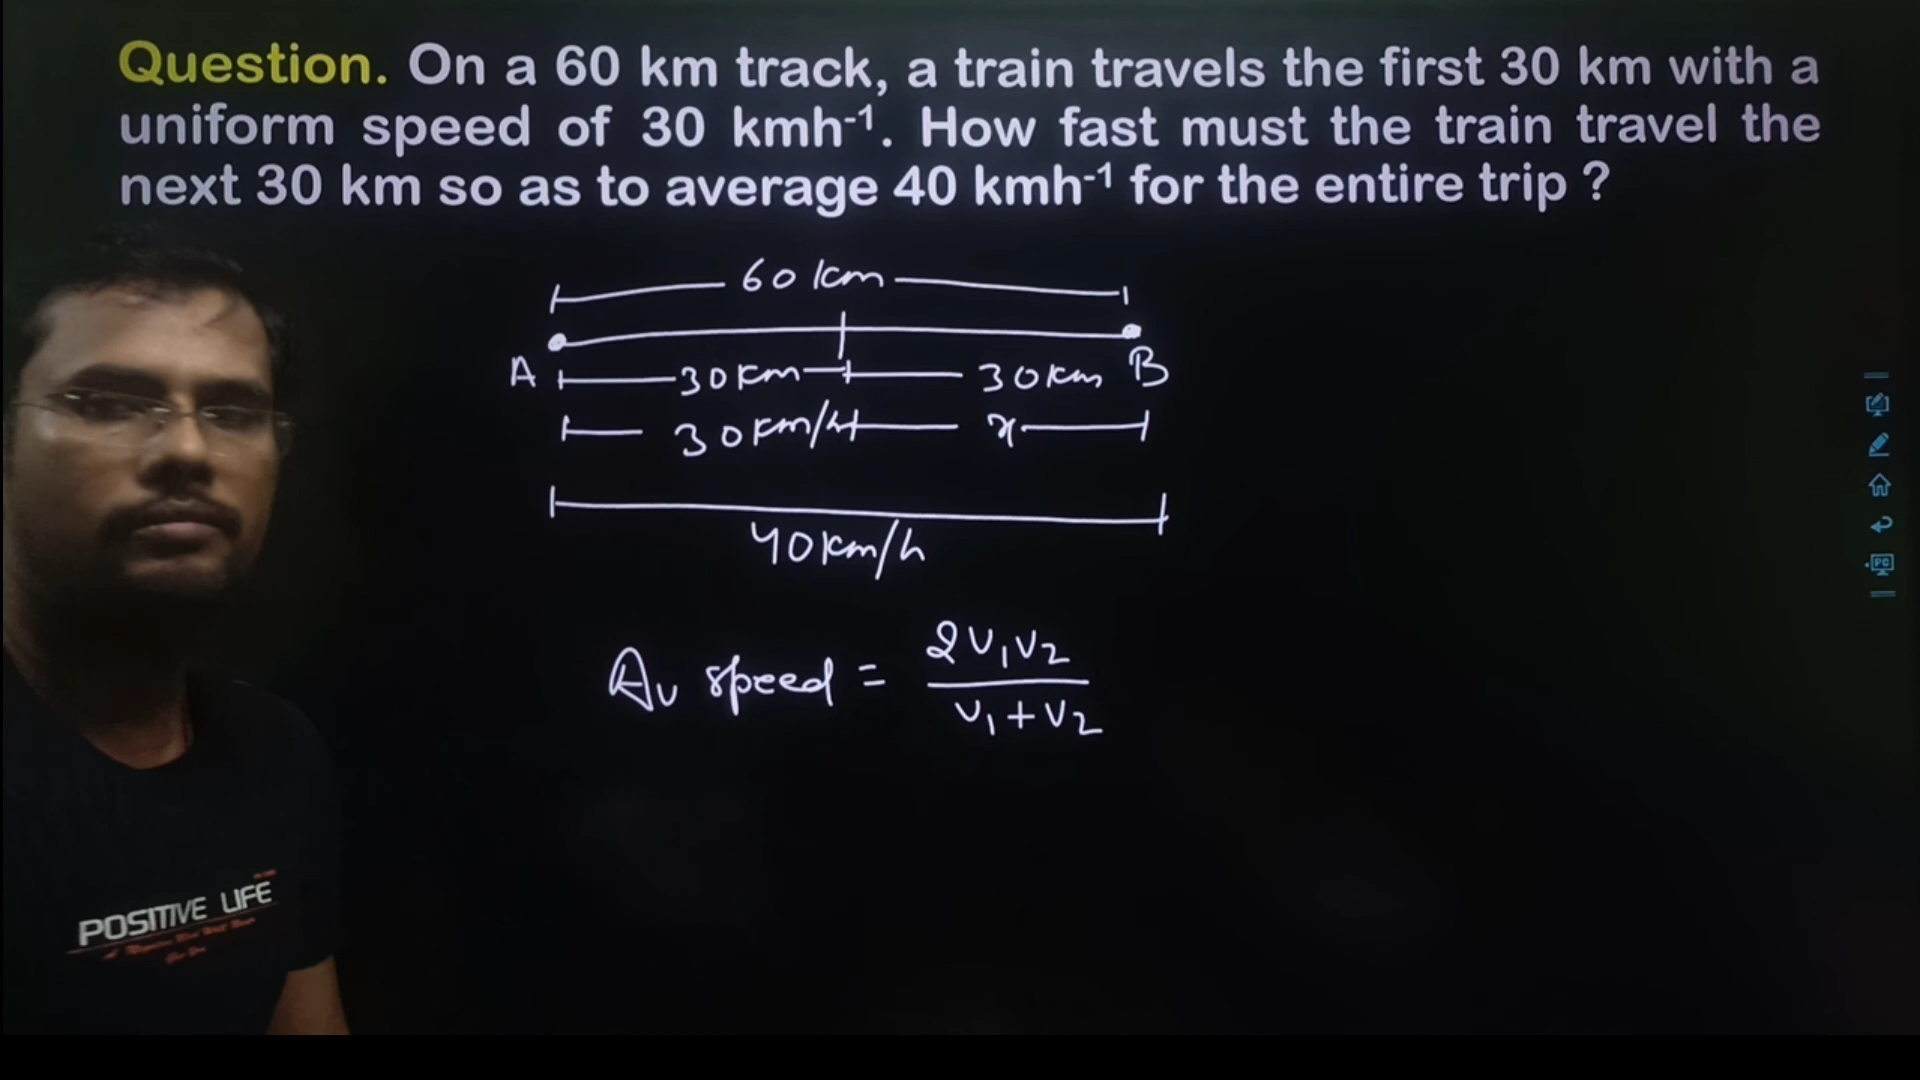 Question. On a 60 km track, a train travels the first 30 km with a
uniform speed of 30 kmh⁻¹. How fast must the train travel the
next 30 km so as to average 40 kmh⁻¹ for the entire trip ?
60 km
A 30 km 30 km B
30 km/h x
40 km/h
Av speed = 2v₁v₂
v₁+v₂
POSITIVE LIFE
PC